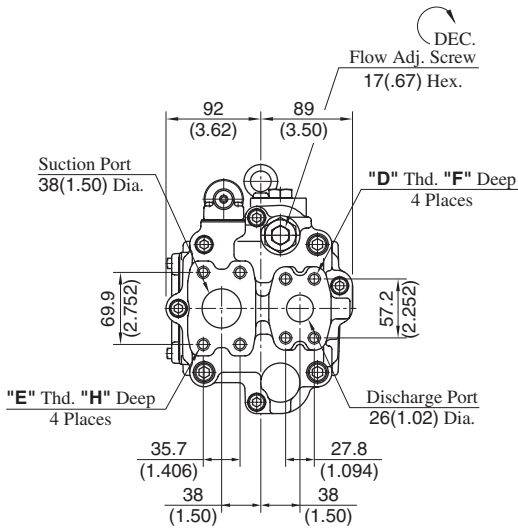 DEC.
Flow Adj. Screw
17(.67) Hex.
92
(3.62)
89
(3.50)
Suction Port
38(1.50) Dia.
"D" Thd. "F" Deep
4 Places
69.9
(2.752)
57.2
(2.252)
"E" Thd. "H" Deep
4 Places
Discharge Port
26(1.02) Dia.
35.7
(1.406)
27.8
(1.094)
38
(1.50)
38
(1.50)